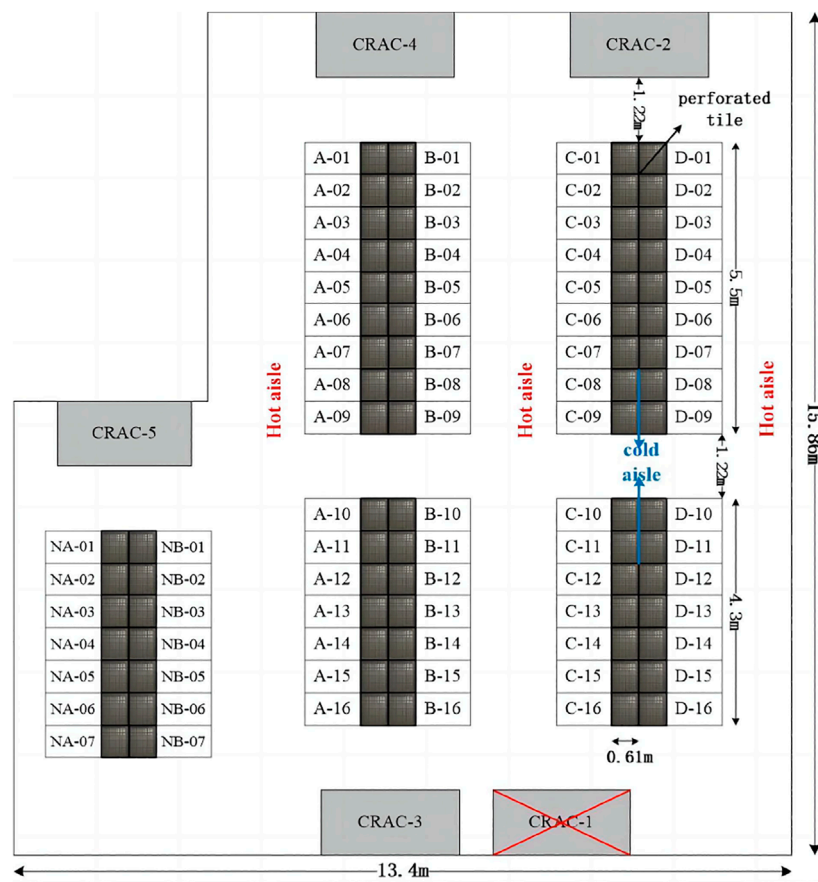 CRAC-4
CRAC-2
1.22m
perforated
tile
A-01 B-01 C-01 D-01
A-02 B-02 C-02 D-02
A-03 B-03 C-03 D-03
A-04 B-04 C-04 D-04
A-05 B-05 C-05 D-05
5.5m
A-06 B-06 C-06 D-06
A-07 B-07 C-07 D-07
A-08 B-08 C-08 D-08
A-09 B-09 C-09 D-09
Hot aisle
Hot aisle
Hot aisle
CRAC-5
15.86m
cold
aisle
1.22m
A-10 B-10 C-10 D-10
NA-01 NB-01 A-11 B-11 C-11 D-11
NA-02 NB-02 A-12 B-12 C-12 D-12
NA-03 NB-03 A-13 B-13 C-13 D-13
4.3m
NA-04 NB-04 A-14 B-14 C-14 D-14
NA-05 NB-05 A-15 B-15 C-15 D-15
NA-06 NB-06 A-16 B-16 C-16 D-16
NA-07 NB-07
0.61m
CRAC-3
CRAC-1
13.4m